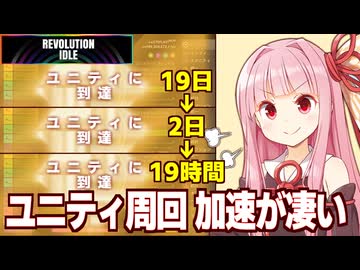 REVOLUTION
IDLE
ユニティに
到達
19日
↓
ユニティに
到達
2日
↓
ユニティに
到達
19時間
ユニティ周回 加速が凄い